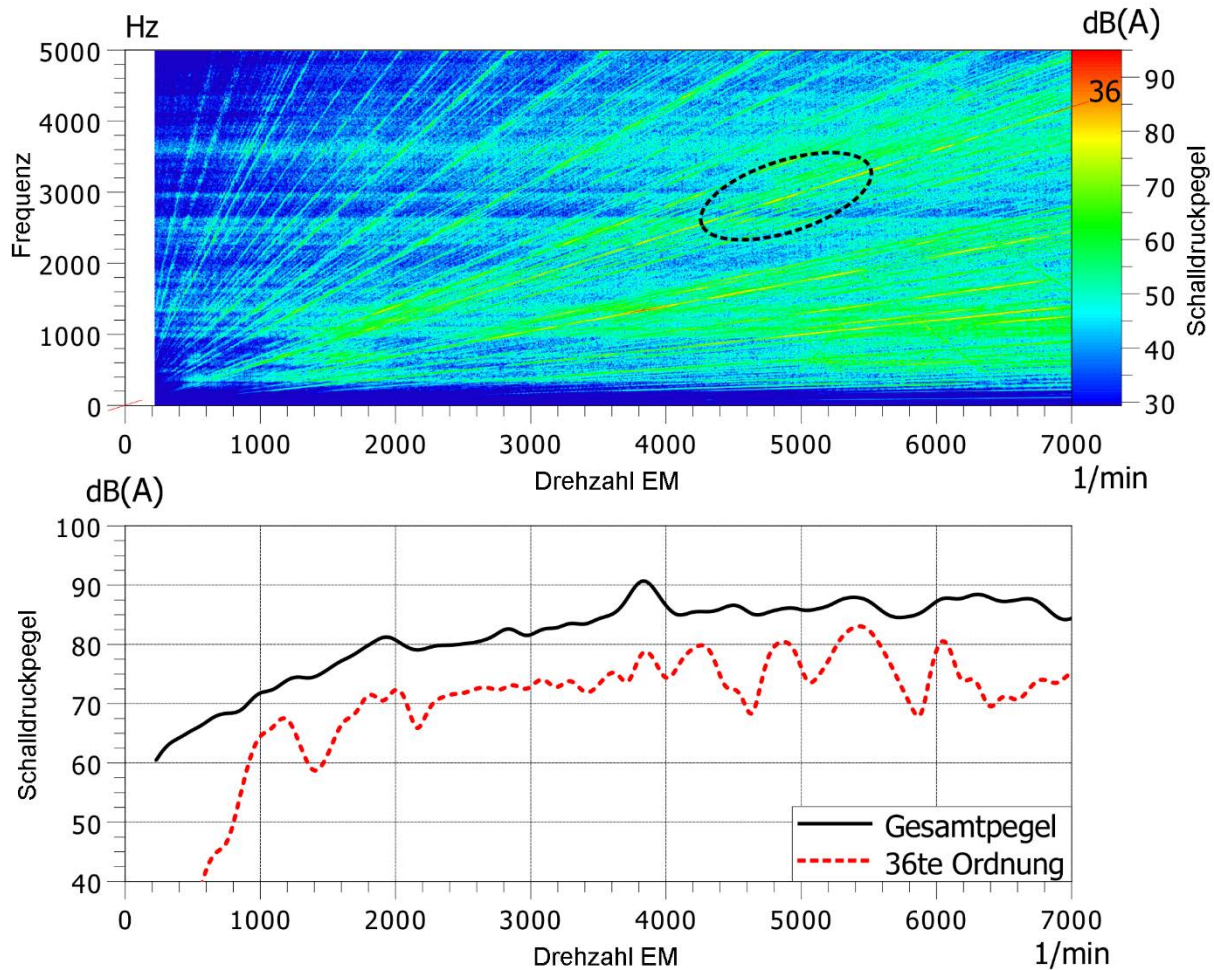 Hz
dB(A)
5000
4000
3000
2000
1000
0
Frequenz
36
90
80
70
60
50
40
30
Schalldruckpegel
0 1000 2000 3000 4000 5000 6000 7000
Drehzahl EM
1/min
dB(A)
100
90
80
70
60
50
40
Schalldruckpegel
Gesamtpegel
36te Ordnung
0 1000 2000 3000 4000 5000 6000 7000
Drehzahl EM
1/min